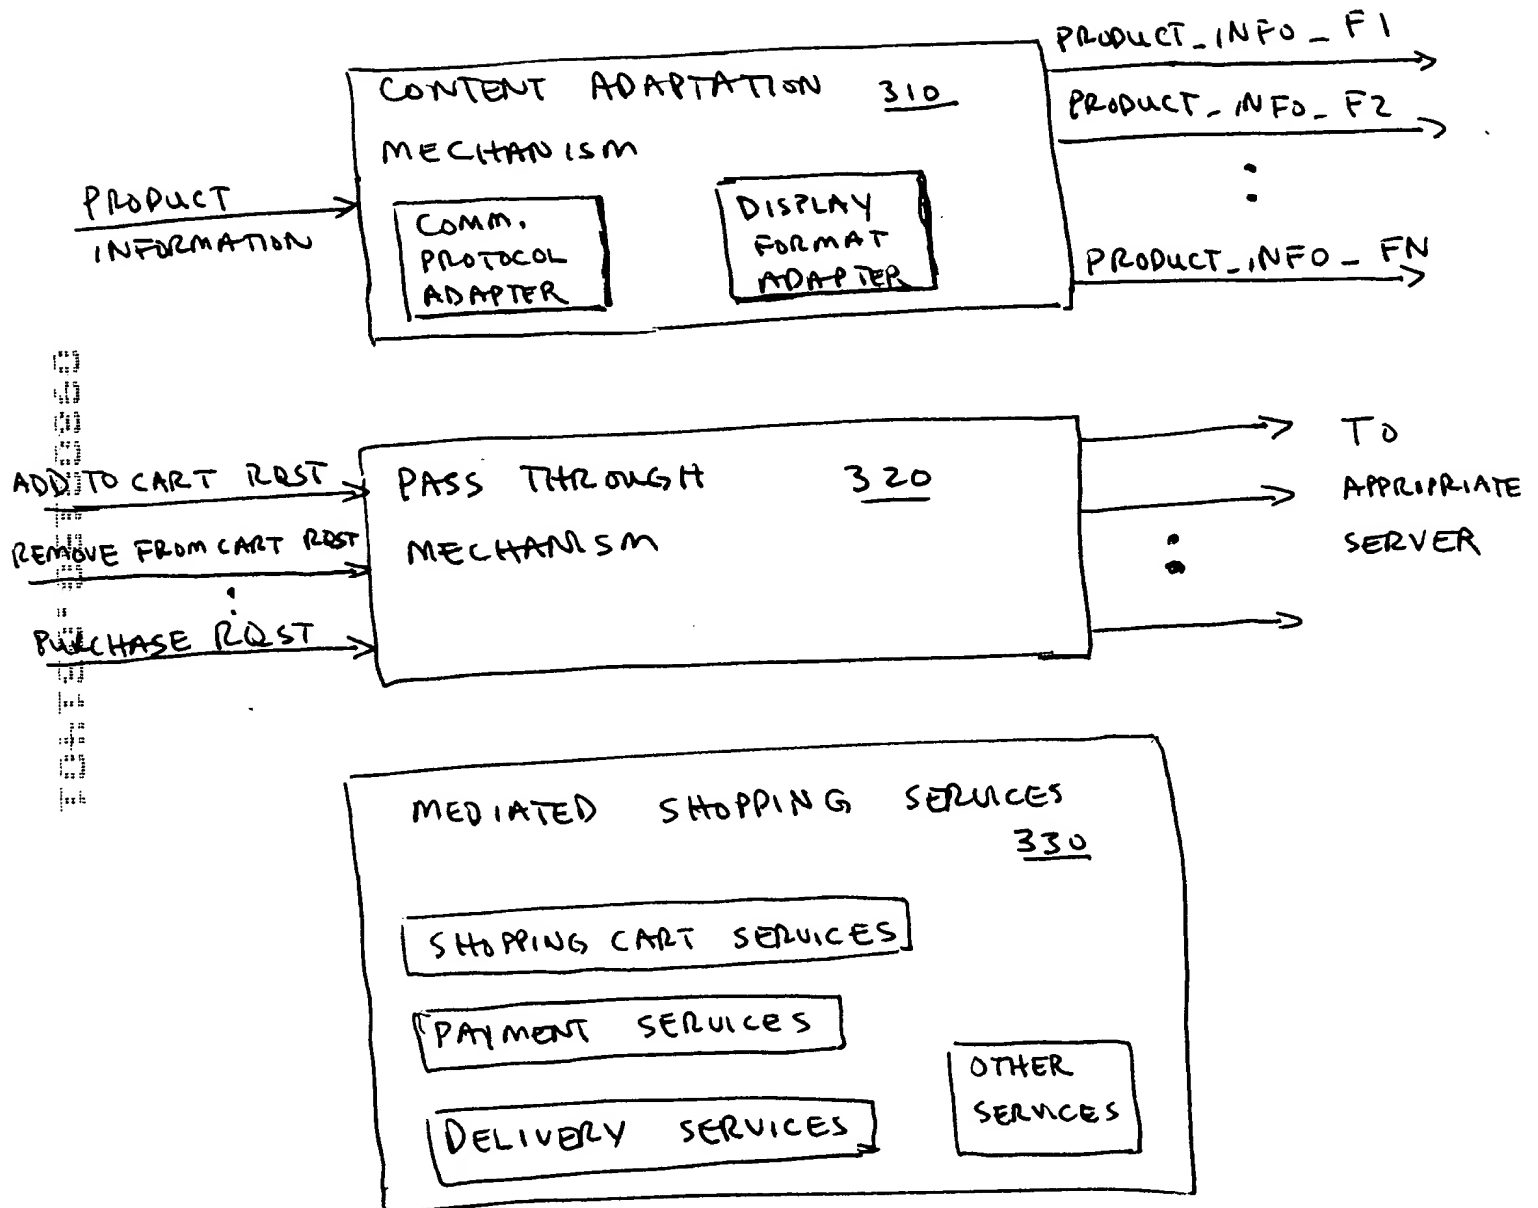 PRODUCT_INFO_F1
CONTENT ADAPTATION 310
PRODUCT_INFO_F2
MECHANISM
PRODUCT
INFORMATION
COMM.
PROTOCOL
ADAPTER
DISPLAY
FORMAT
ADAPTER
PRODUCT_INFO_FN
ADD TO CART RQST
REMOVE FROM CART RQST
PURCHASE RQST
PASS THROUGH 320
MECHANISM
TO
APPRIPRIATE
SERVER
MEDIATED SHOPPING SERVICES
330
SHOPPING CART SERVICES
PAYMENT SERVICES
DELIVERY SERVICES
OTHER
SERVICES